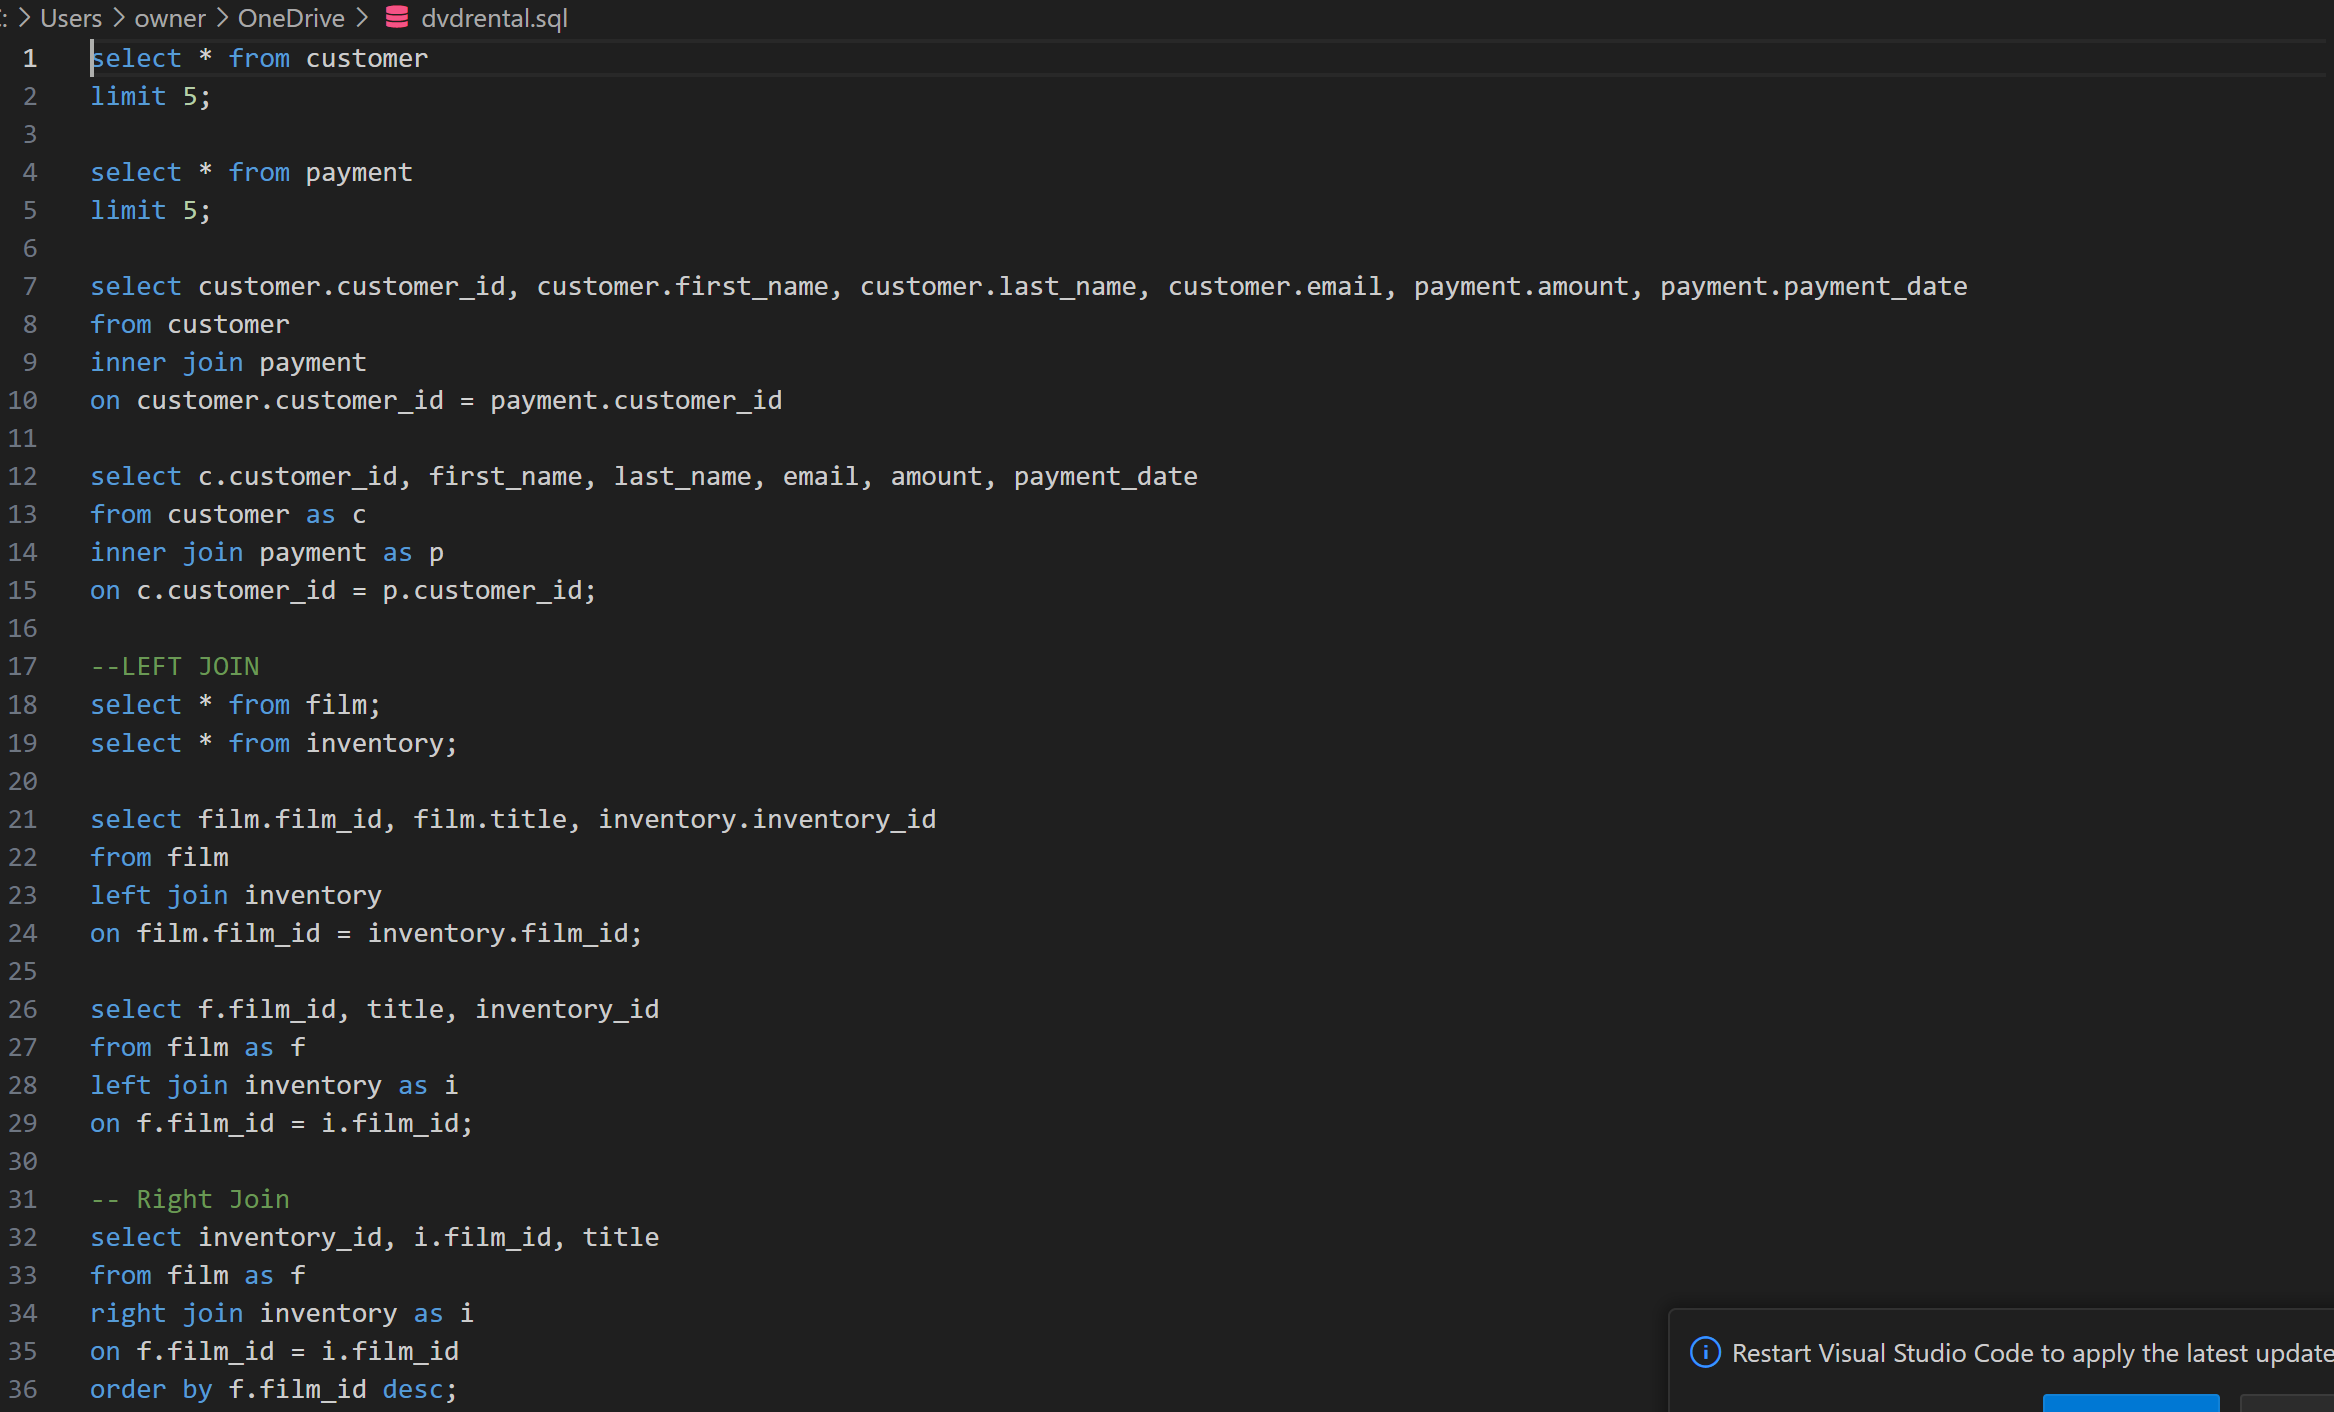 : > Users > owner > OneDrive > dvdrental.sql
1 select * from customer
2 limit 5;
3
4 select * from payment
5 limit 5;
6
7 select customer.customer_id, customer.first_name, customer.last_name, customer.email, payment.amount, payment.payment_date
8 from customer
9 inner join payment
10 on customer.customer_id = payment.customer_id
11
12 select c.customer_id, first_name, last_name, email, amount, payment_date
13 from customer as c
14 inner join payment as p
15 on c.customer_id = p.customer_id;
16
17 --LEFT JOIN
18 select * from film;
19 select * from inventory;
20
21 select film.film_id, film.title, inventory.inventory_id
22 from film
23 left join inventory
24 on film.film_id = inventory.film_id;
25
26 select f.film_id, title, inventory_id
27 from film as f
28 left join inventory as i
29 on f.film_id = i.film_id;
30
31 -- Right Join
32 select inventory_id, i.film_id, title
33 from film as f
34 right join inventory as i
35 on f.film_id = i.film_id
36 order by f.film_id desc;
Restart Visual Studio Code to apply the latest update